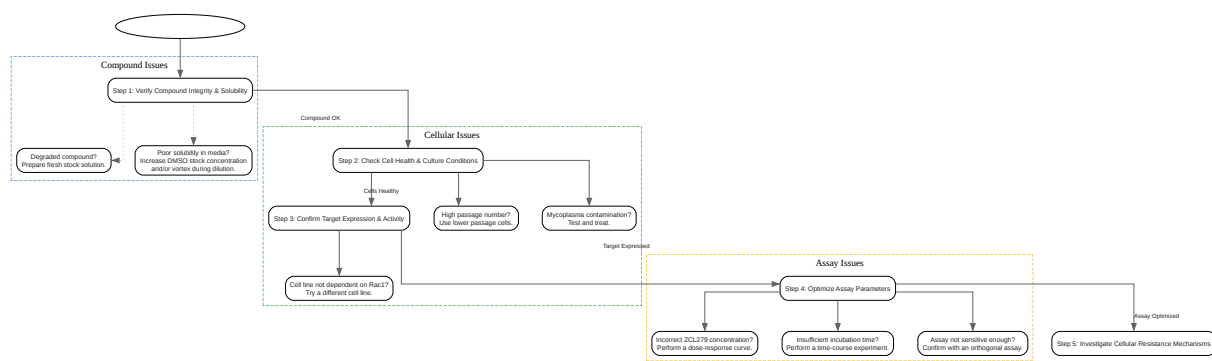 Compound Issues
Step 1: Verify Compound Integrity & Solubility
Compound OK
Degraded compound?
Prepare fresh stock solution.
Poor solubility in media?
Increase DMSO stock concentration
and/or vortex during dilution.
Cellular Issues
Step 2: Check Cell Health & Culture Conditions
Cells Healthy
Step 3: Confirm Target Expression & Activity
High passage number?
Use lower passage cells.
Mycoplasma contamination?
Test and treat.
Target Expressed
Cell line not dependent on Rac1?
Try a different cell line.
Assay Issues
Step 4: Optimize Assay Parameters
Assay Optimized
Incorrect ZCL279 concentration?
Perform a dose-response curve.
Insufficient incubation time?
Perform a time-course experiment.
Assay not sensitive enough?
Confirm with an orthogonal assay.
Step 5: Investigate Cellular Resistance Mechanisms